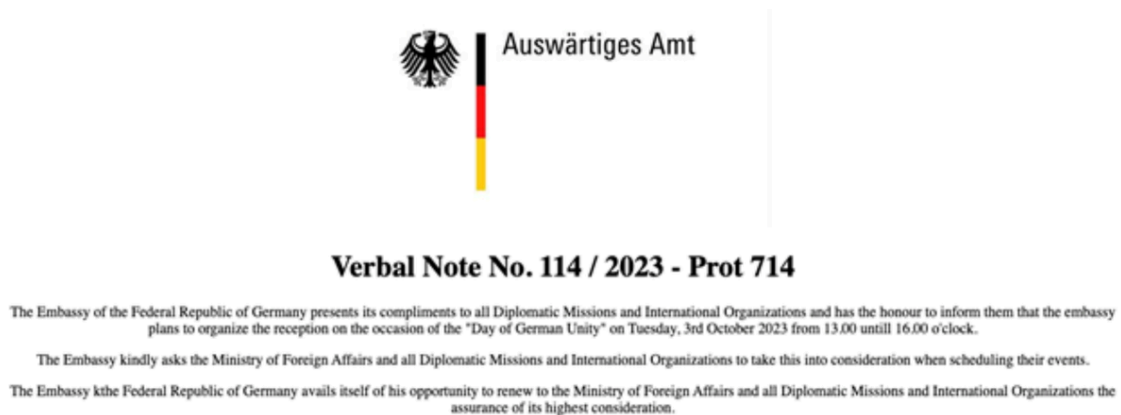 Auswärtiges Amt
Verbal Note No. 114 / 2023 - Prot 714
The Embassy of the Federal Republic of Germany presents its compliments to all Diplomatic Missions and International Organizations and has the honour to inform them that the embassy
plans to organize the reception on the occasion of the "Day of German Unity" on Tuesday, 3rd October 2023 from 13.00 untill 16.00 o'clock.
The Embassy kindly asks the Ministry of Foreign Affairs and all Diplomatic Missions and International Organizations to take this into consideration when scheduling their events.
The Embassy kthe Federal Republic of Germany avails itself of his opportunity to renew to the Ministry of Foreign Affairs and all Diplomatic Missions and International Organizations the
assurance of its highest consideration.